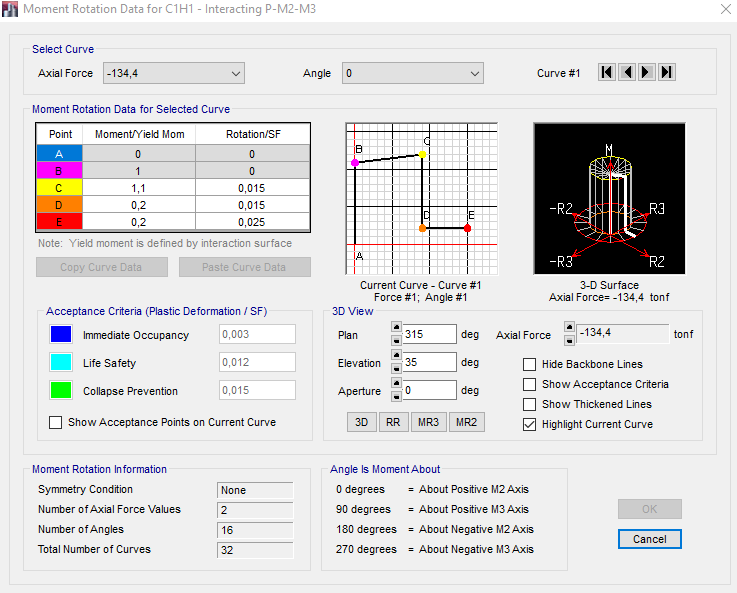 Moment Rotation Data for C1H1 - Interacting P-M2-M3
Select Curve
Axial Force -134,4 Angle 0 Curve #1
Moment Rotation Data for Selected Curve
Point Moment/Yield Mom Rotation/SF
A 0 0
B 1 0
C 1,1 0,015
D 0,2 0,015
E 0,2 0,025
Note: Yield moment is defined by interaction surface
Copy Curve Data Paste Curve Data
B C
D E
A
Current Curve - Curve #1
Force #1; Angle #1
M
-R2 R3
-R3 R2
3-D Surface
Axial Force= -134,4 tonf
Acceptance Criteria (Plastic Deformation / SF)
Immediate Occupancy 0,003
Life Safety 0,012
Collapse Prevention 0,015
Show Acceptance Points on Current Curve
3D View
Plan 315 deg Axial Force -134,4 tonf
Elevation 35 deg
Aperture 0 deg
3D RR MR3 MR2
Hide Backbone Lines
Show Acceptance Criteria
Show Thickened Lines
Highlight Current Curve
Moment Rotation Information
Symmetry Condition None
Number of Axial Force Values 2
Number of Angles 16
Total Number of Curves 32
Angle Is Moment About
0 degrees = About Positive M2 Axis
90 degrees = About Positive M3 Axis
180 degrees = About Negative M2 Axis
270 degrees = About Negative M3 Axis
OK
Cancel